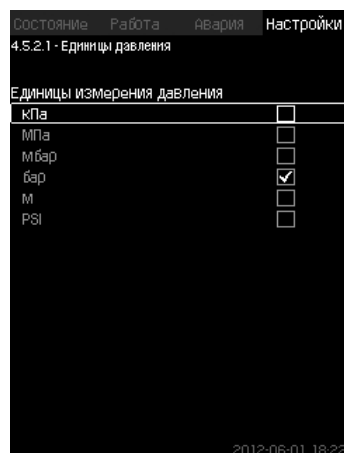 Состояние Работа Авария Настройки
4.5.2.1 - Единицы давления
Единицы измерения давления
кПа
МПа
Мбар
бар
М
PSI
2012-06-01 18:22